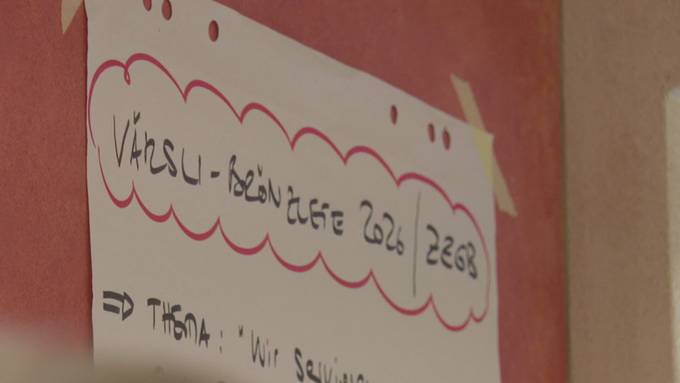 VÄRSLI-BRÖNZLETE 2026 | ZEGB
⇒ THEMA: "Wir